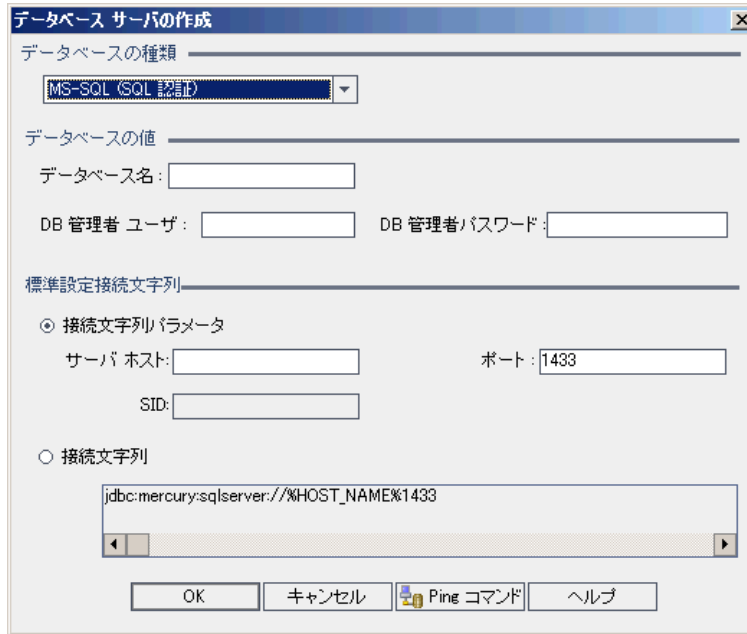 データベース サーバの作成
データベースの種類
MS-SQL (SQL 認証)
データベースの値
データベース名 :
DB 管理者 ユーザ : DB 管理者パスワード :
標準設定接続文字列
接続文字列パラメータ
サーバ ホスト: ポート : 1433
SID:
接続文字列
jdbc:mercury:sqlserver://%HOST_NAME%1433
OK キャンセル Ping コマンド ヘルプ